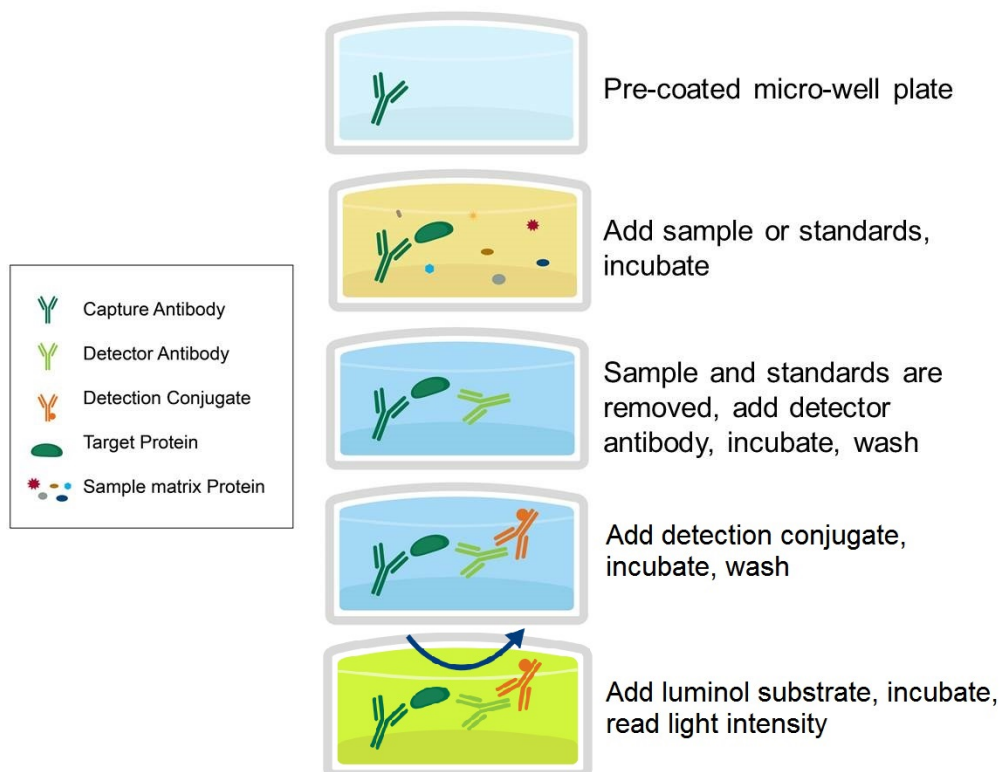 Pre-coated micro-well plate
Add sample or standards,
incubate
Capture Antibody
Detector Antibody
Detection Conjugate
Target Protein
Sample matrix Protein
Sample and standards are
removed, add detector
antibody, incubate, wash
Add detection conjugate,
incubate, wash
Add luminol substrate, incubate,
read light intensity